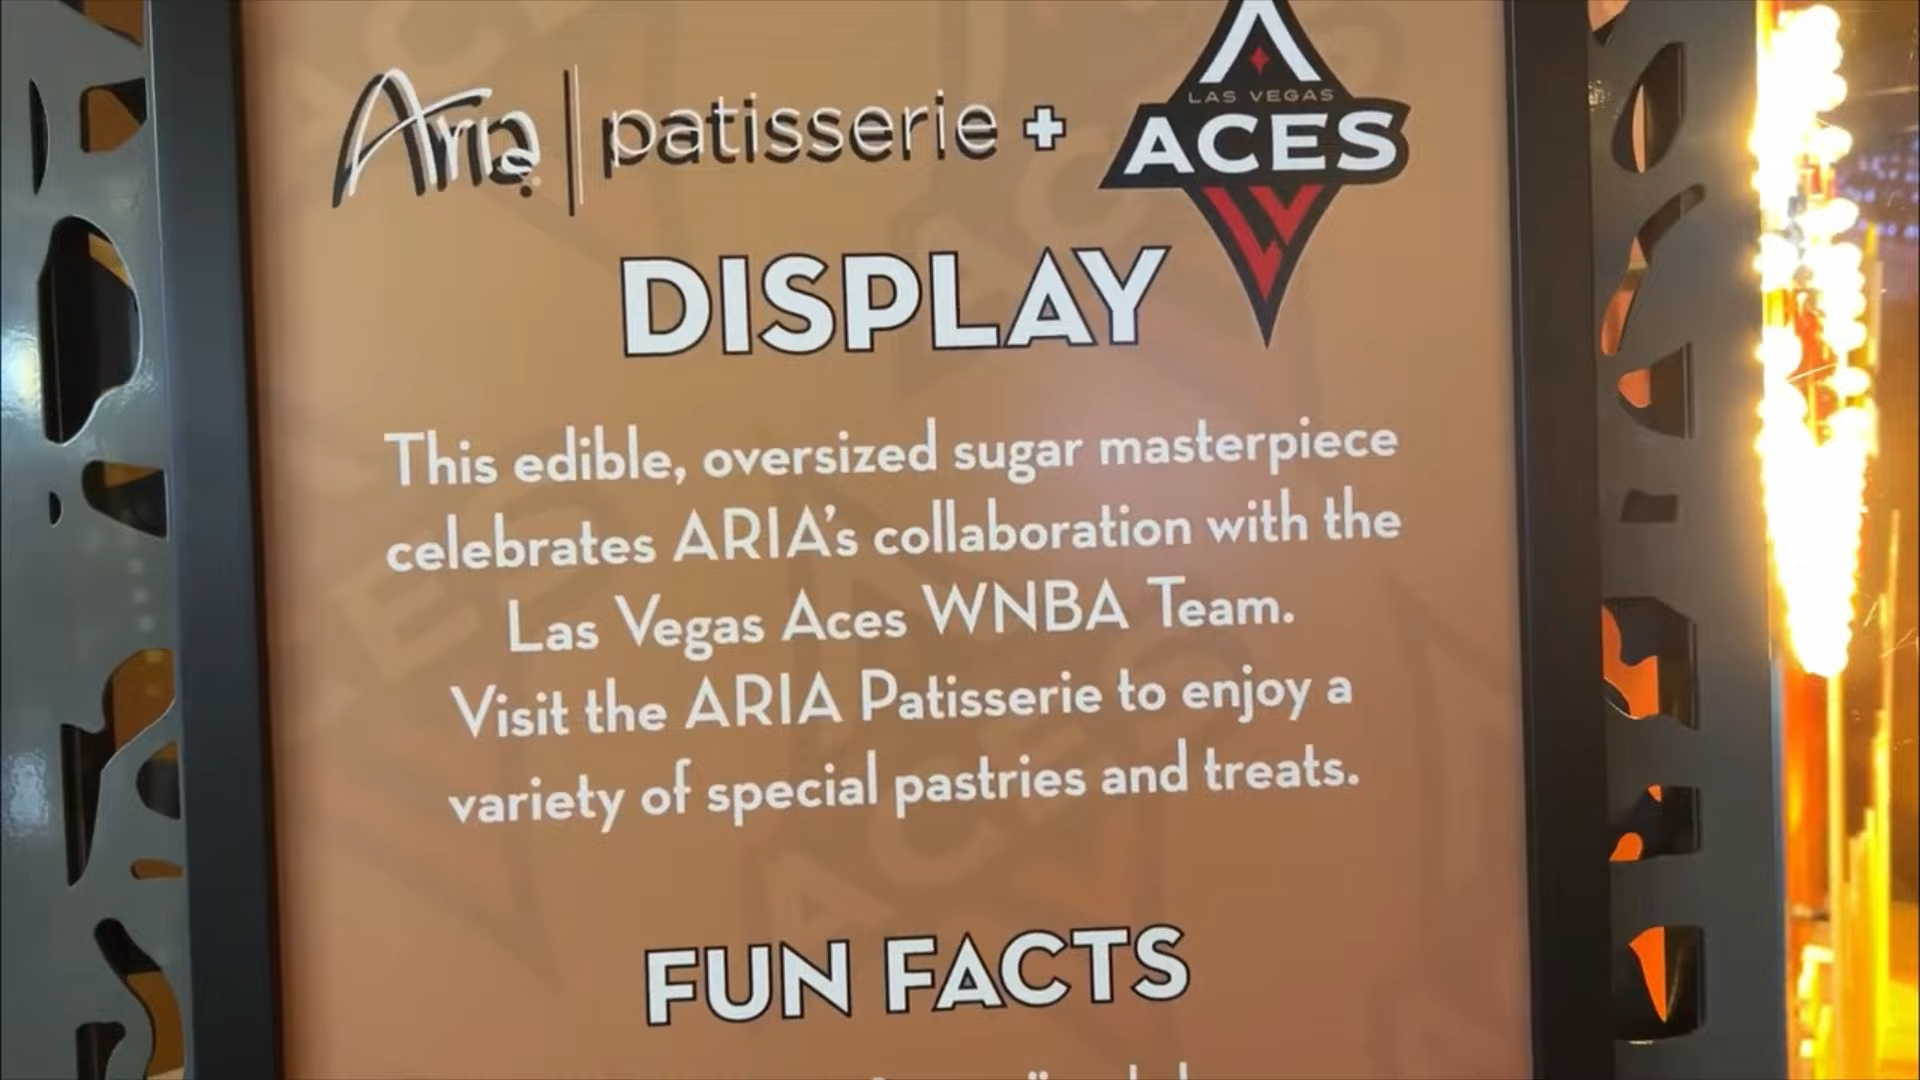 Aria | patisserie +
LAS VEGAS
ACES
DISPLAY
This edible, oversized sugar masterpiece
celebrates ARIA's collaboration with the
Las Vegas Aces WNBA Team.
Visit the ARIA Patisserie to enjoy a
variety of special pastries and treats.
FUN FACTS